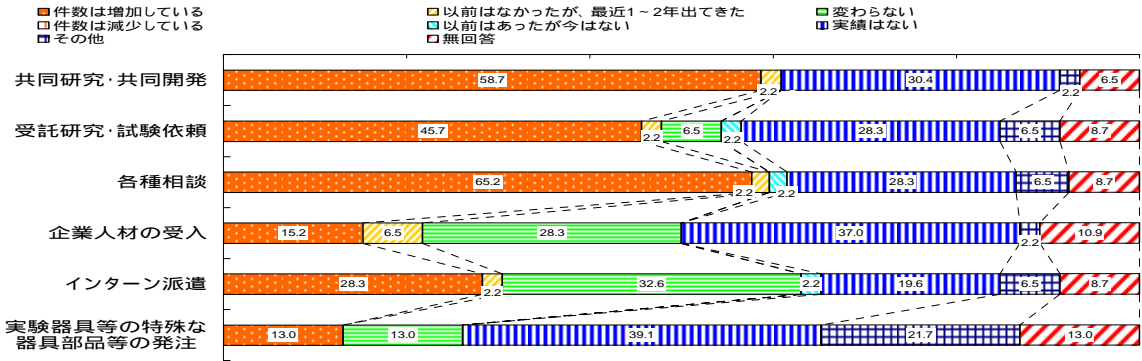 件数は増加している 以前はなかったが、最近1~2年出てきた 変わらない
件数は減少している 以前はあったが今はない 実績はない
その他 無回答
共同研究・共同開発 58.7 2.2 30.4 2.2 6.5
受託研究・試験依頼 45.7 2.2 6.5 2.2 28.3 6.5 8.7
各種相談 65.2 2.2 2.2 28.3 6.5 8.7
企業人材の受入 15.2 6.5 28.3 37.0 2.2 10.9
インターン派遣 28.3 2.2 32.6 2.2 19.6 6.5 8.7
実験器具等の特殊な
器具部品等の発注 13.0 13.0 39.1 21.7 13.0